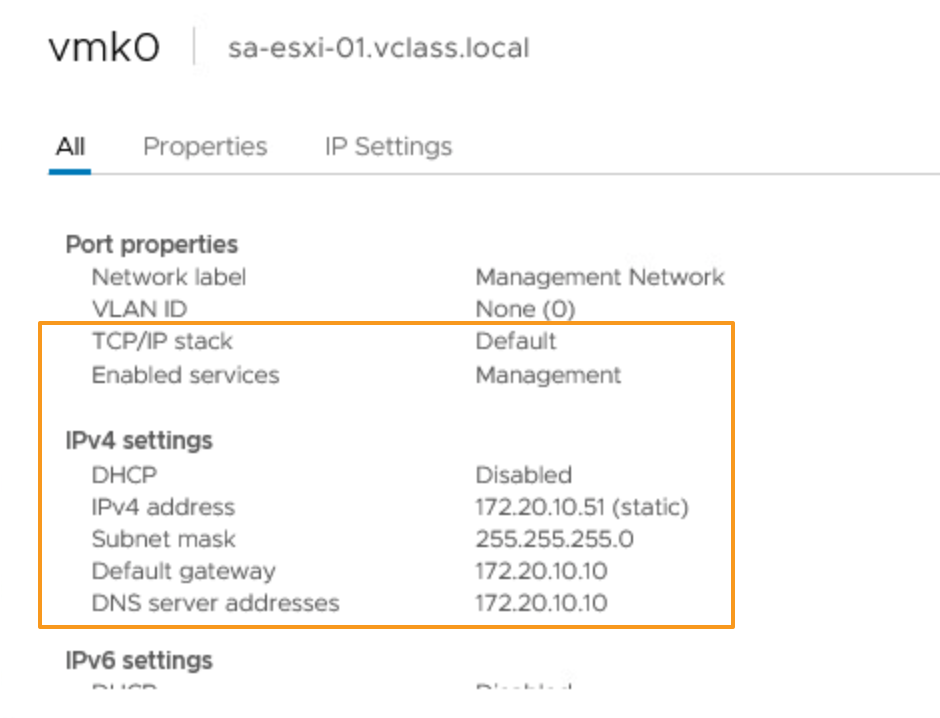 vmk0 sa-esxi-01.vclass.local
All Properties IP Settings
Port properties
Network label Management Network
VLAN ID None (0)
TCP/IP stack Default
Enabled services Management
IPv4 settings
DHCP Disabled
IPv4 address 172.20.10.51 (static)
Subnet mask 255.255.255.0
Default gateway 172.20.10.10
DNS server addresses 172.20.10.10
IPv6 settings